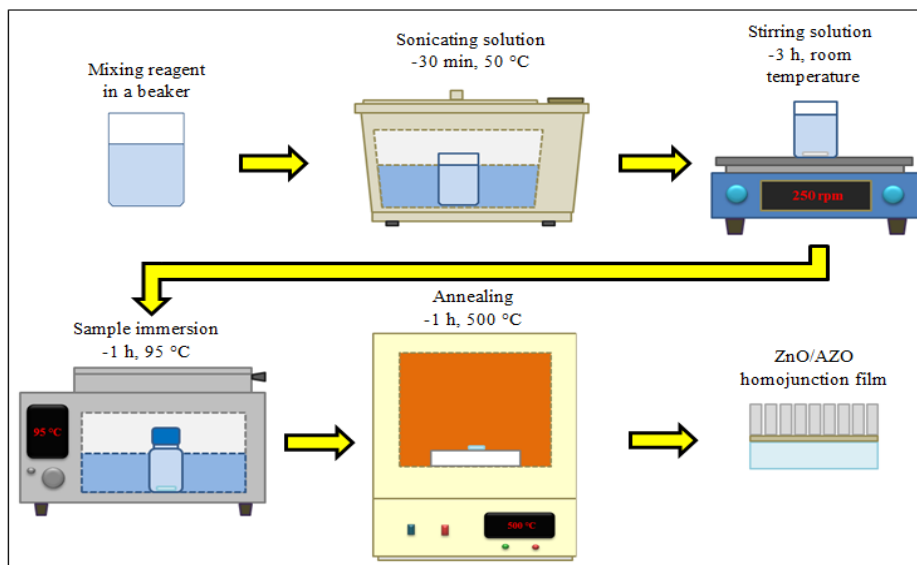 Mixing reagent
in a beaker
Sonicating solution
-30 min, 50 °C
Stirring solution
-3 h, room
temperature
250 rpm
Sample immersion
-1 h, 95 °C
95 °C
Annealing
-1 h, 500 °C
500 °C
ZnO/AZO
homojunction film